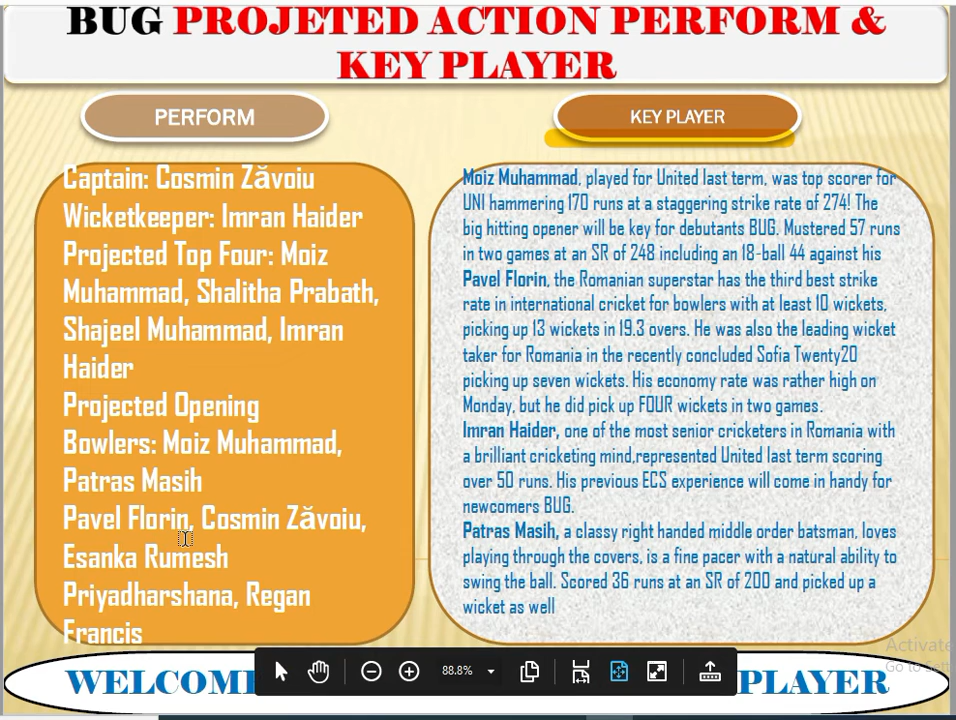 BUG PROJETED ACTION PERFORM &
KEY PLAYER
PERFORM
Captain: Cosmin Zăvoiu
Wicketkeeper: Imran Haider
Projected Top Four: Moiz
Muhammad, Shalitha Prabath,
Shajeel Muhammad, Imran
Haider
Projected Opening
Bowlers: Moiz Muhammad,
Patras Masih
Pavel Florin, Cosmin Zăvoiu,
Esanka Rumesh
Priyadharshana, Regan
Francis
KEY PLAYER
Moiz Muhammad, played for United last term, was top scorer for
UNI hammering 170 runs at a staggering strike rate of 274! The
big hitting opener will be key for debutants BUG. Mustered 57 runs
in two games at an SR of 248 including an 18-ball 44 against his
Pavel Florin, the Romanian superstar has the third best strike
rate in international cricket for bowlers with at least 10 wickets,
picking up 13 wickets in 19.3 overs. He was also the leading wicket
taker for Romania in the recently concluded Sofia Twenty20
picking up seven wickets. His economy rate was rather high on
Monday, but he did pick up FOUR wickets in two games.
Imran Haider, one of the most senior cricketers in Romania with
a brilliant cricketing mind,represented United last term scoring
over 50 runs. His previous ECS experience will come in handy for
newcomers BUG.
Patras Masih, a classy right handed middle order batsman, loves
playing through the covers, is a fine pacer with a natural ability to
swing the ball. Scored 36 runs at an SR of 200 and picked up a
wicket as well
Activate
Go to Sett
88.8%
WELCOM PLAYER